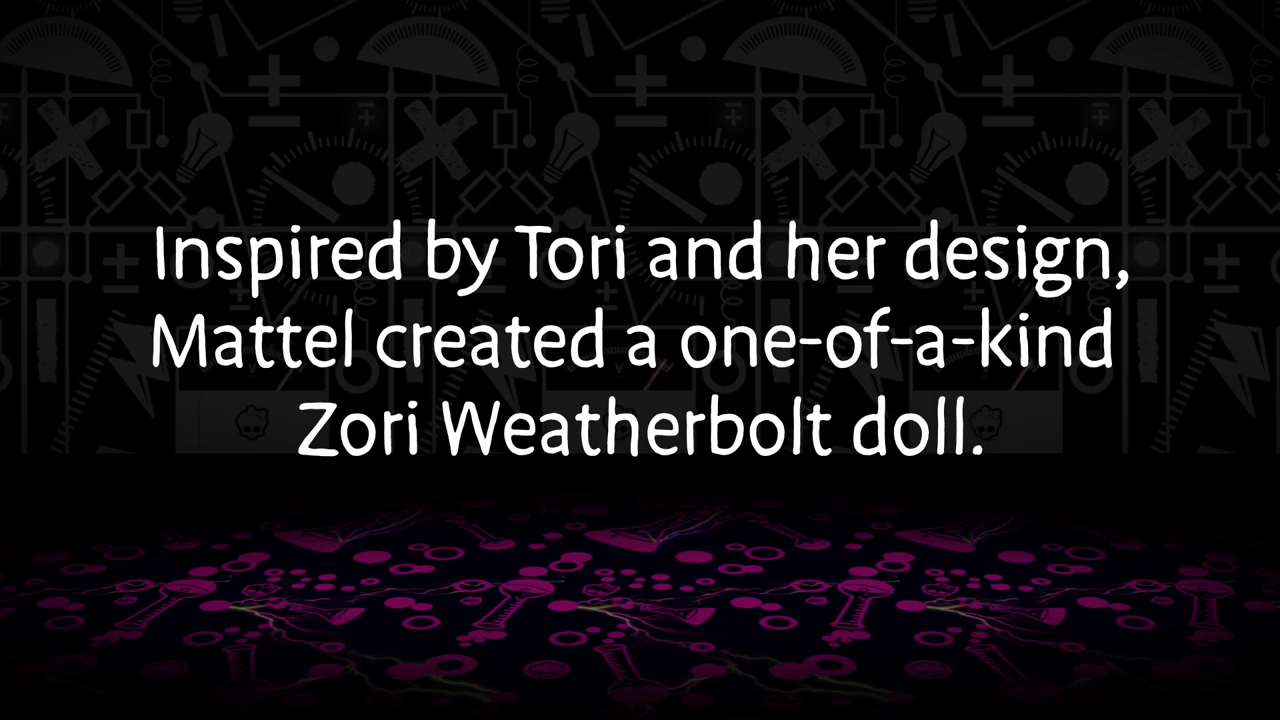 Inspired by Tori and her design,
Mattel created a one-of-a-kind
Zori Weatherbolt doll.